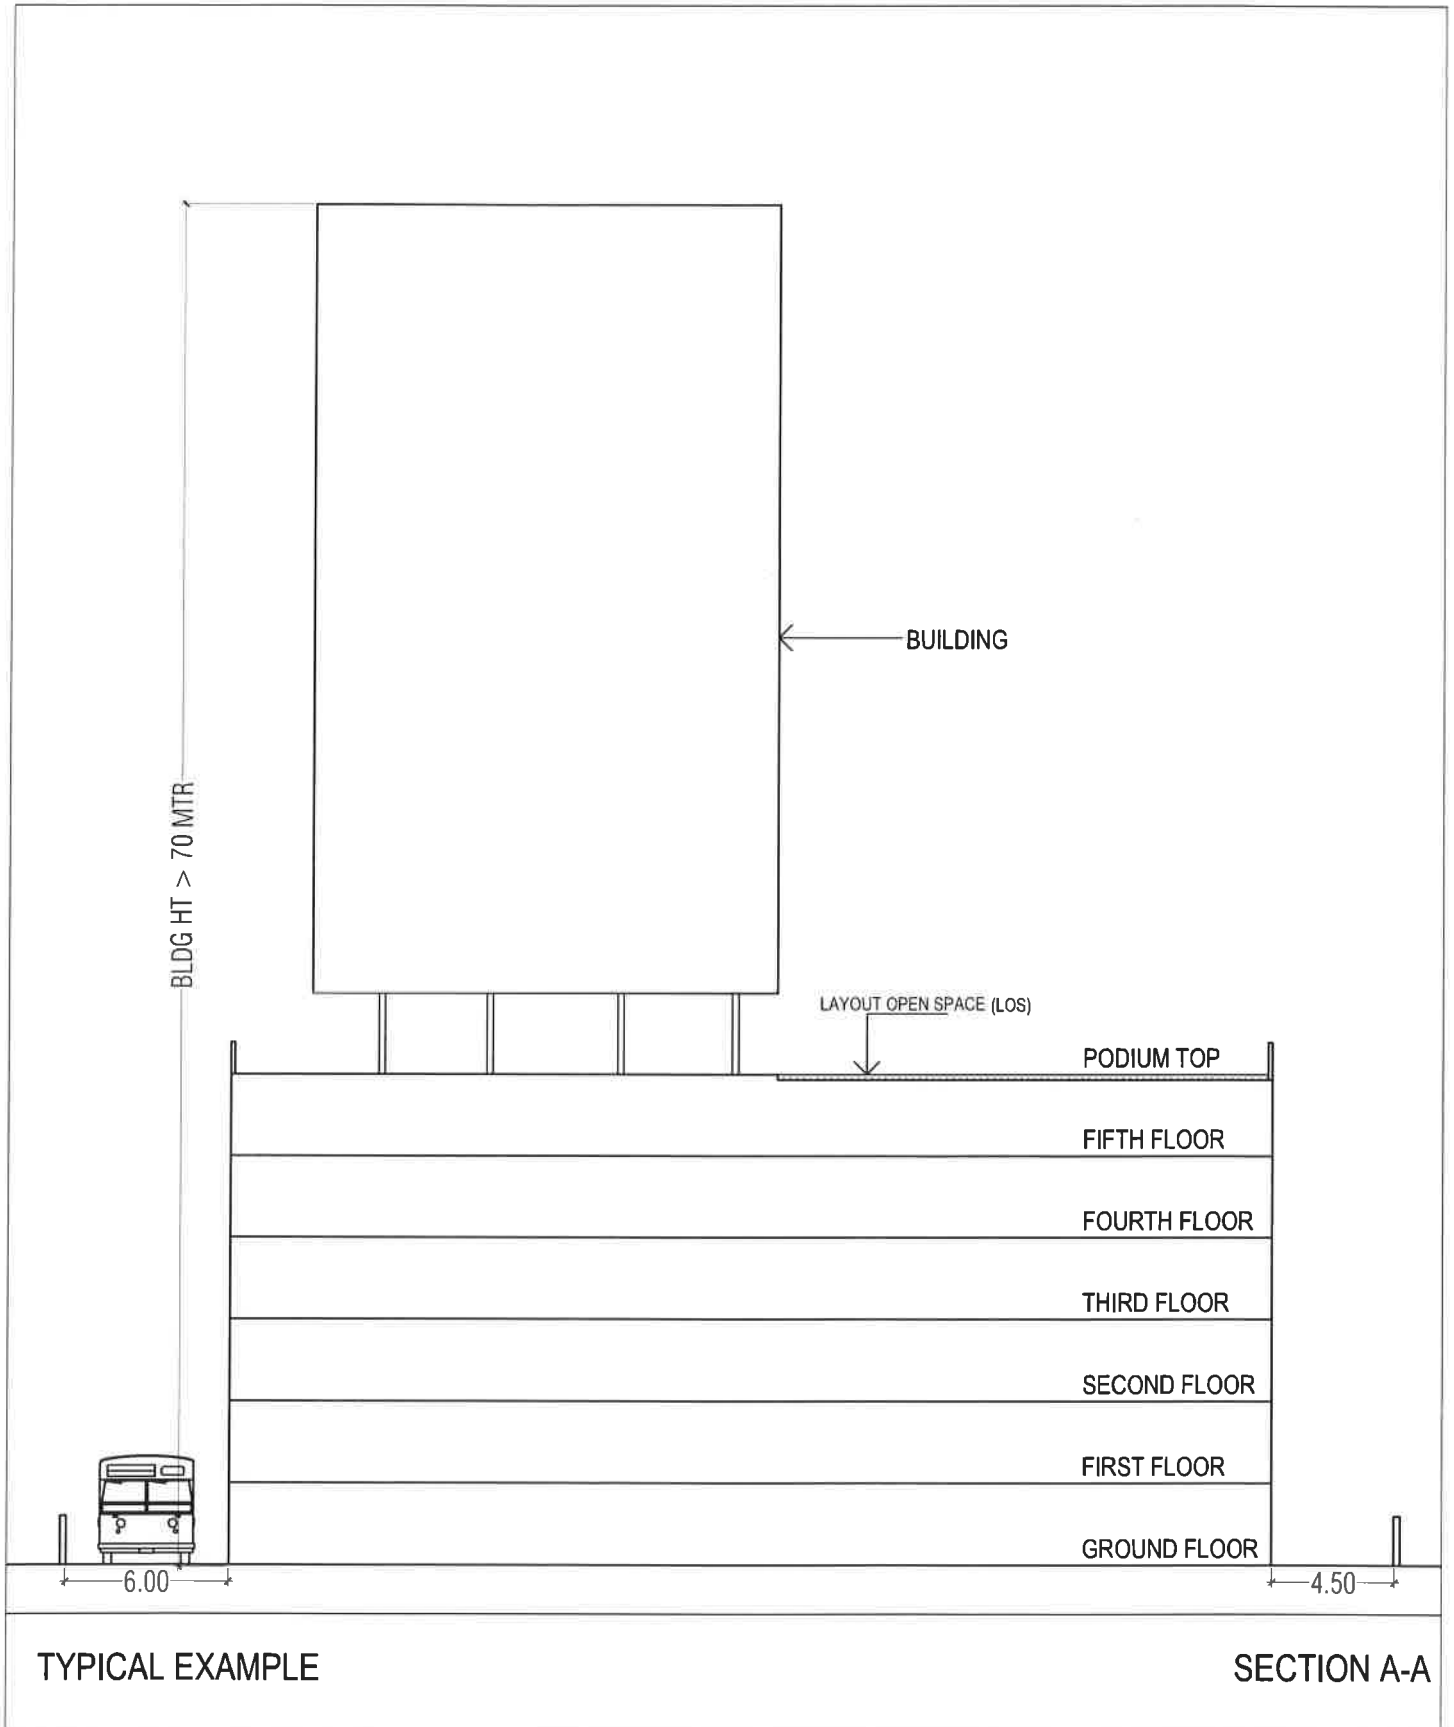 BLDG HT > 70 MTR
BUILDING
LAYOUT OPEN SPACE (LOS)
PODIUM TOP
FIFTH FLOOR
FOURTH FLOOR
THIRD FLOOR
SECOND FLOOR
FIRST FLOOR
GROUND FLOOR
6.00
4.50
TYPICAL EXAMPLE
SECTION A-A